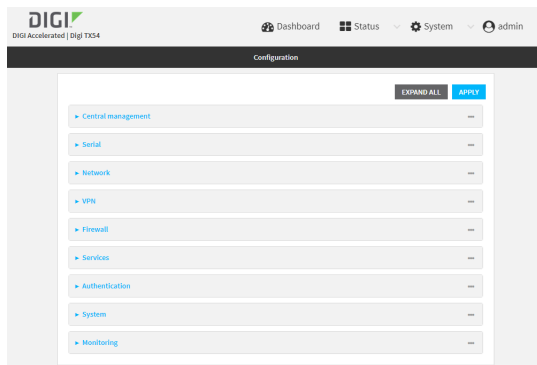 DIGI
DIGI Accelerated | Digi TX54
Dashboard
Status
System
admin
Configuration
EXPAND ALL
APPLY
Central management
Serial
Network
VPN
Firewall
Services
Authentication
System
Monitoring